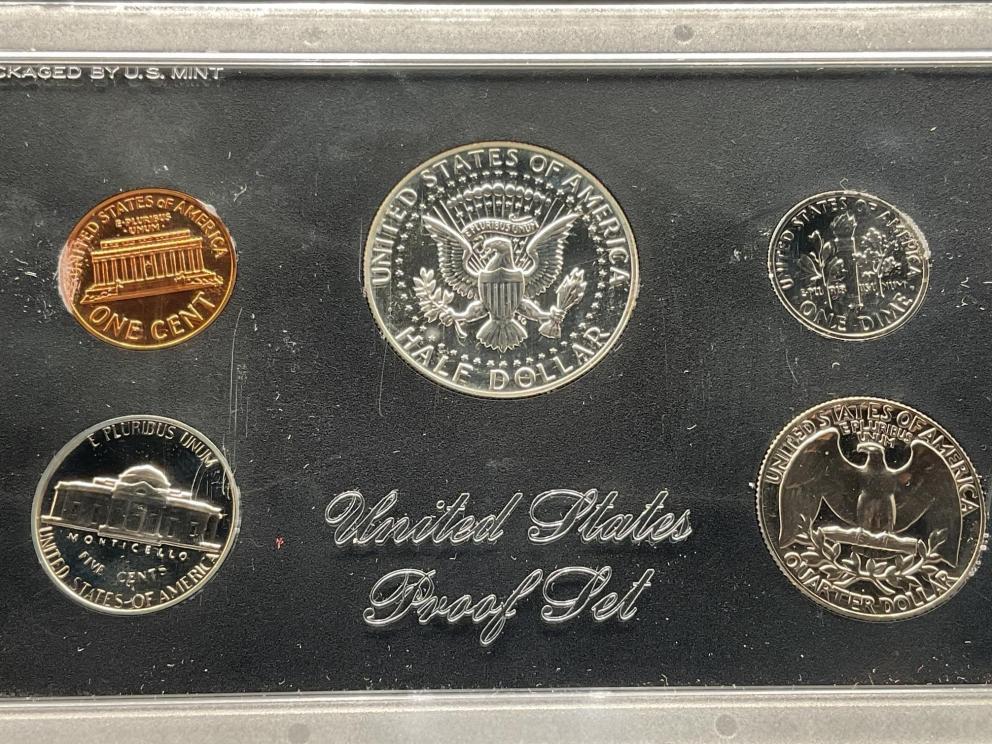 CKAGED BY U.S. MINT
UNITED STATES OF AMERICA
E·PLURIBUS
UNUM
ONE CENT
UNITED STATES OF AMERICA
E PLURIBUS UNUM
HALF DOLLAR
UNITED STATES OF AMERICA
ONE DIME
E PLURIBUS UNUM
MONTICELLO
FIVE CENTS
UNITED STATES OF AMERICA
UNITED STATES OF AMERICA
E PLURIBUS
UNUM
QUARTER DOLLAR
United States
Proof Set